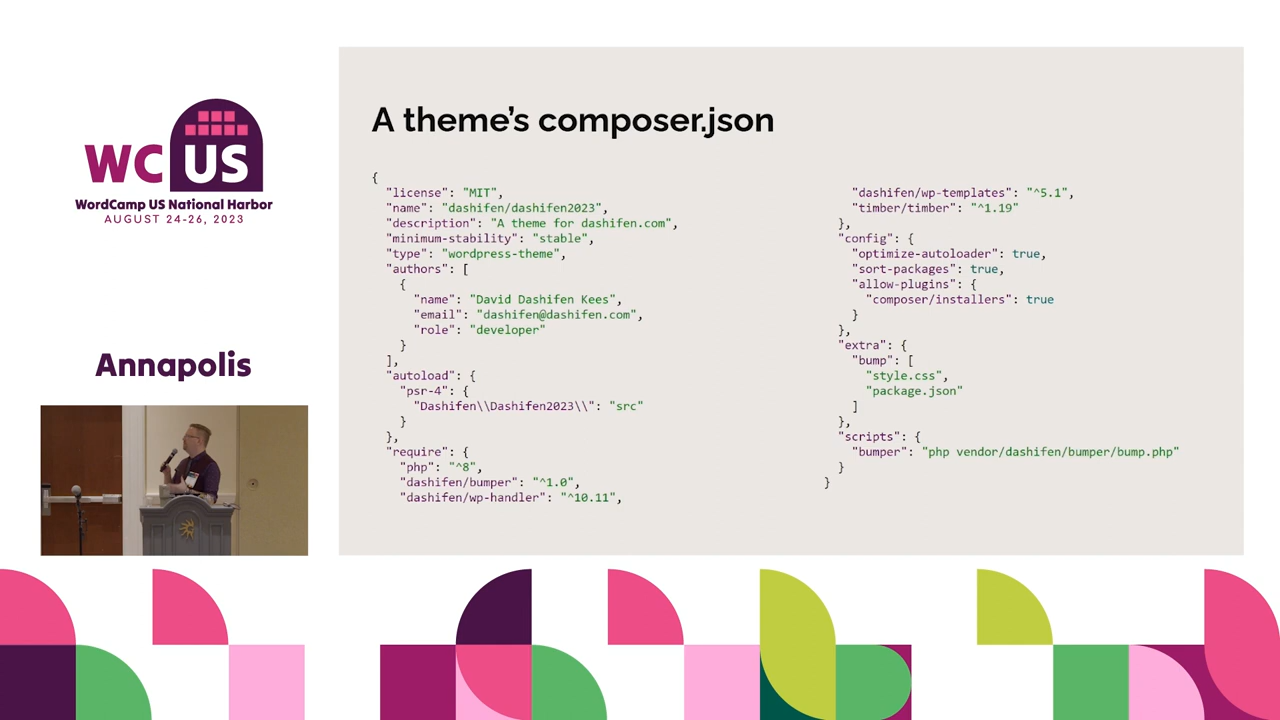 WC US
WordCamp US National Harbor
AUGUST 24-26, 2023
Annapolis
A theme’s composer.json
{
"license": "MIT",
"name": "dashifen/dashifen2023",
"description": "A theme for dashifen.com",
"minimum-stability": "stable",
"type": "wordpress-theme",
"authors": [
{
"name": "David Dashifen Kees",
"email": "dashifen@dashifen.com",
"role": "developer"
}
],
"autoload": {
"psr-4": {
"Dashifen\\Dashifen2023\\": "src"
}
},
"require": {
"php": "^8",
"dashifen/bumper": "^1.0",
"dashifen/wp-handler": "^10.11",
"dashifen/wp-templates": "^5.1",
"timber/timber": "^1.19"
},
"config": {
"optimize-autoloader": true,
"sort-packages": true,
"allow-plugins": {
"composer/installers": true
}
},
"extra": {
"bump": [
"style.css",
"package.json"
]
},
"scripts": {
"bumper": "php vendor/dashifen/bumper/bump.php"
}
}